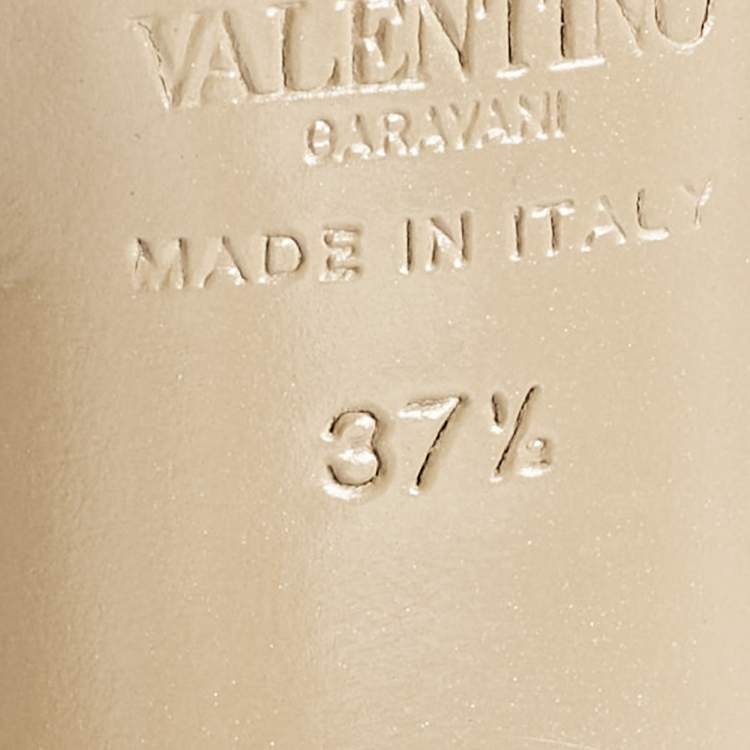 VALENTINO
GARAVANI
MADE IN ITALY
37½